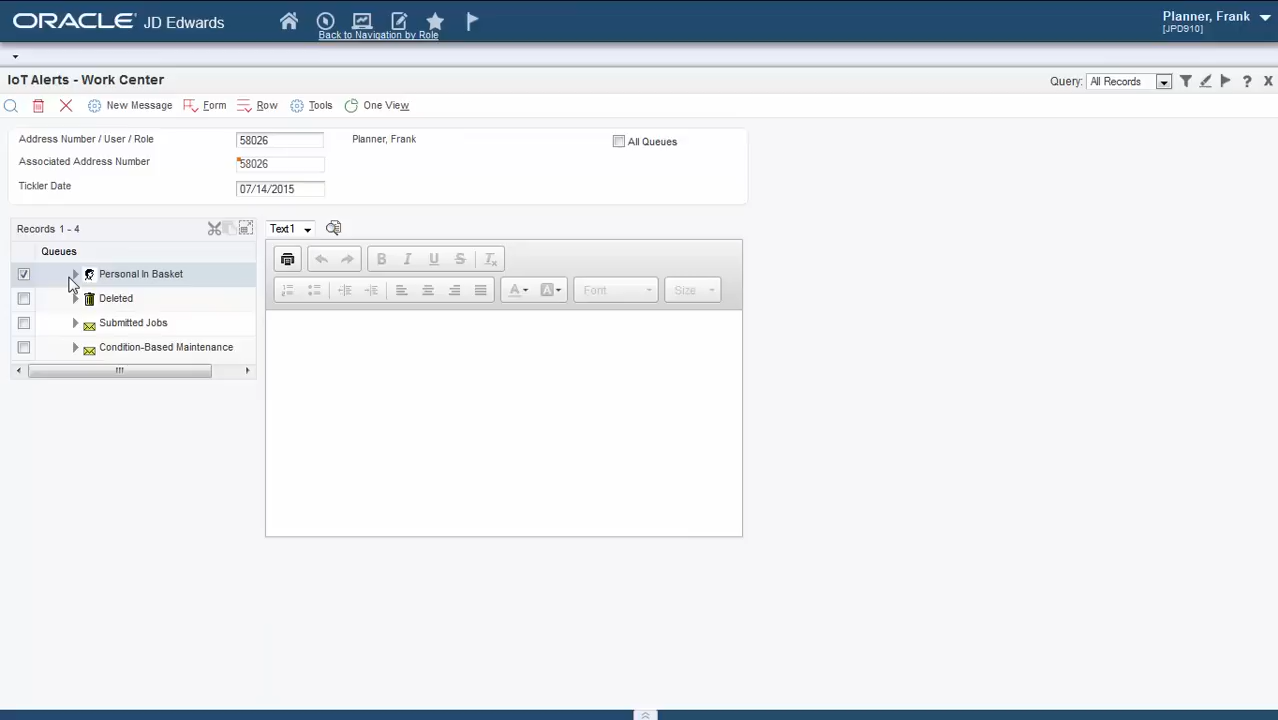 ORACLE JD Edwards
Back to Navigation by Role
Planner, Frank
[JPD910]
IoT Alerts - Work Center
Query: All Records
New Message Form Row Tools One View
Address Number / User / Role 58026 Planner, Frank All Queues
Associated Address Number 58026
Tickler Date 07/14/2015
Records 1 - 4
Text1
Queues
Personal In Basket
Deleted
Submitted Jobs
Condition-Based Maintenance
B I U S Tx
A A Font Size